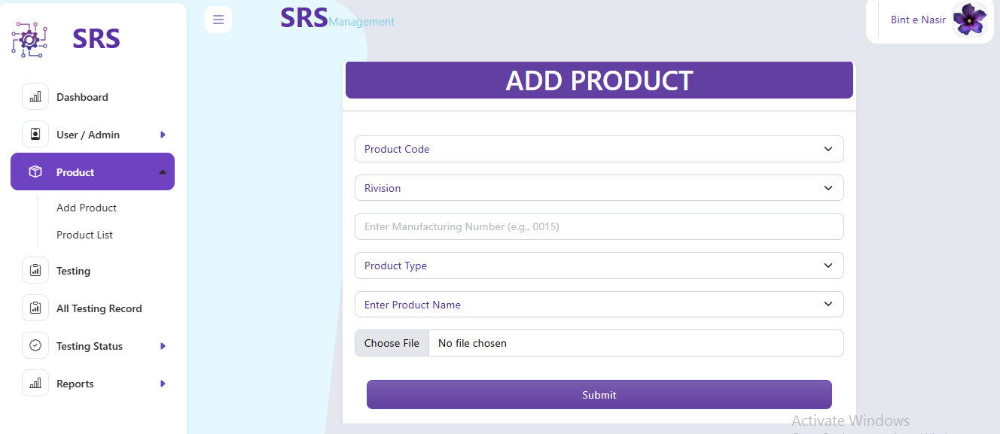 SRS
Dashboard
User / Admin
Product
Add Product
Product List
Testing
All Testing Record
Testing Status
Reports
SRS Management
Bint e Nasir
ADD PRODUCT
Product Code
Rivision
Enter Manufacturing Number (e.g., 0015)
Product Type
Enter Product Name
Choose File No file chosen
Submit
Activate Windows